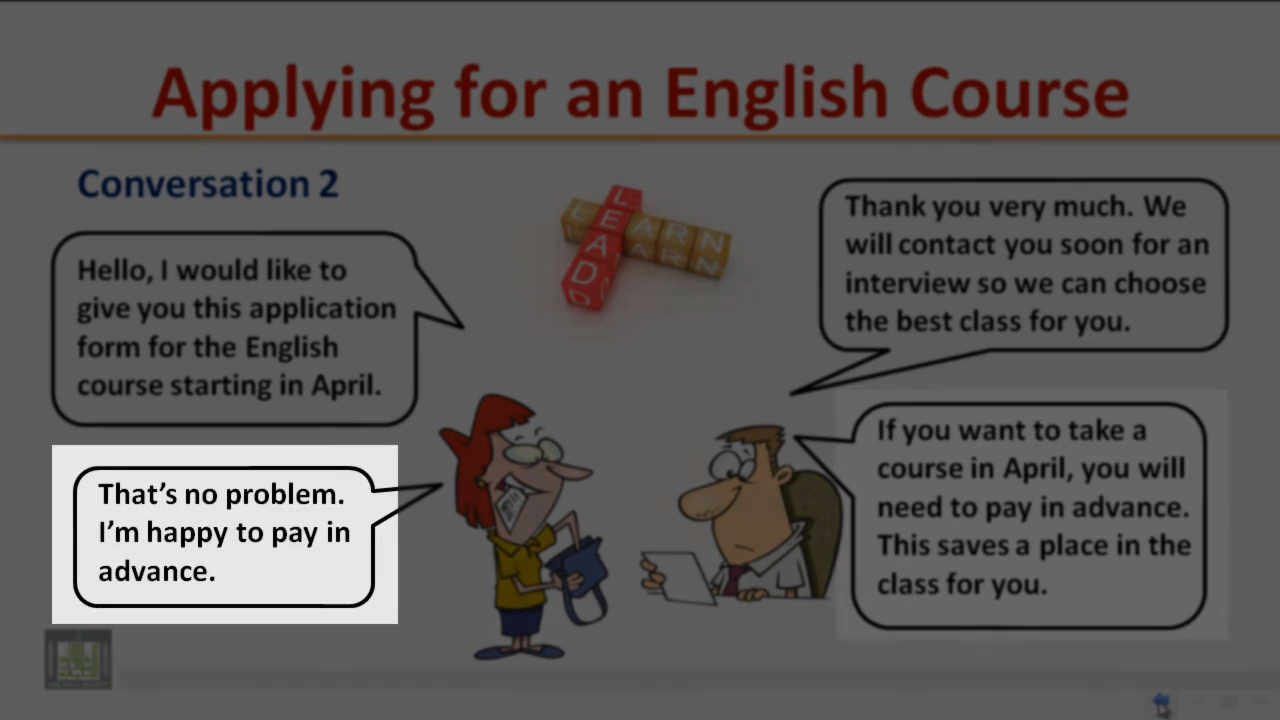 Applying for an English Course
Conversation 2
Hello, I would like to
give you this application
form for the English
course starting in April.
LEARN
LEAD
Thank you very much. We
will contact you soon for an
interview so we can choose
the best class for you.
If you want to take a
course in April, you will
need to pay in advance.
This saves a place in the
class for you.
That's no problem.
I'm happy to pay in
advance.